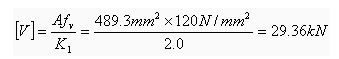 [V] = Af_v / K_1 = 489.3mm² × 120N / mm² / 2.0 = 29.36kN